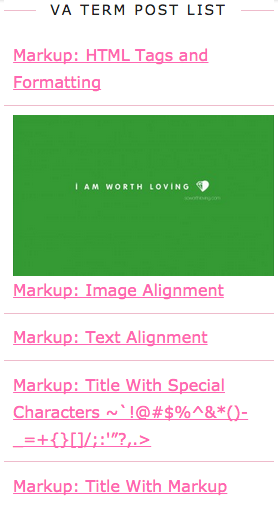 VA TERM POST LIST
Markup: HTML Tags and
Formatting
I AM WORTH LOVING
Markup: Image Alignment
Markup: Text Alignment
Markup: Title With Special
Characters ~`!@#$%^&*()-
_=+{}[]/;:'”?,.>
Markup: Title With Markup